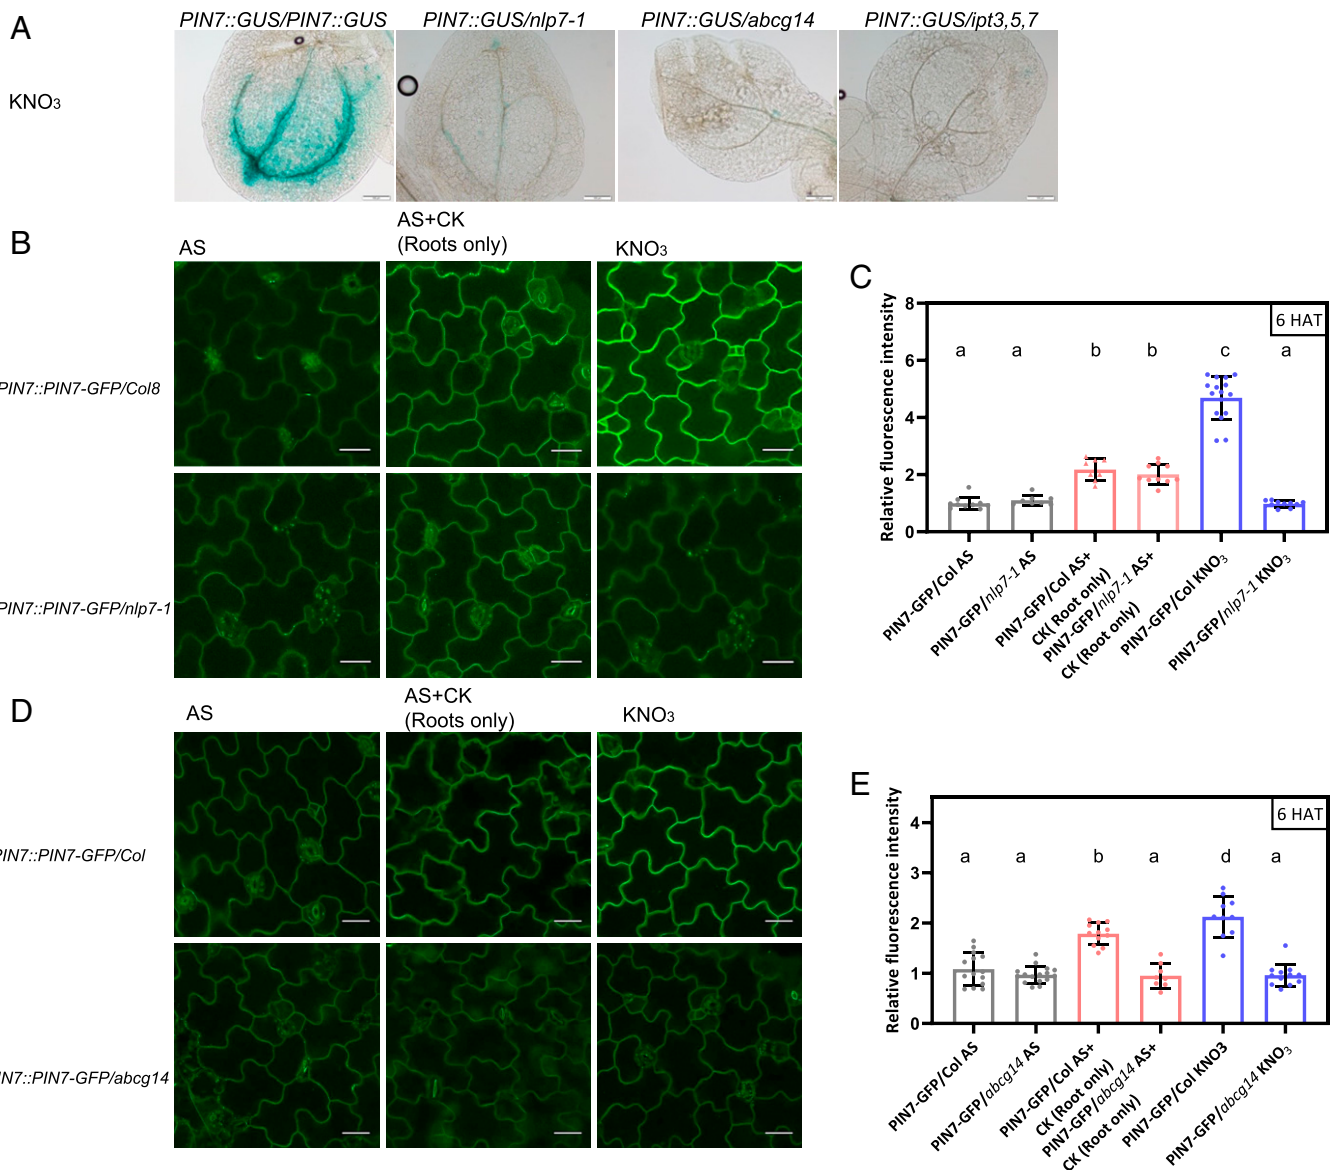 A
PIN7::GUS/PIN7::GUS
PIN7::GUS/nlp7-1
PIN7::GUS/abcg14
PIN7::GUS/ipt3,5,7
KNO3
B
AS
AS+CK
(Roots only)
KNO3
PIN7::PIN7-GFP/Col8
PIN7::PIN7-GFP/nlp7-1
C
Relative fluorescence intensity
8
6
4
2
0
6 HAT
a
a
b
b
c
a
PIN7-GFP/Col AS
PIN7-GFP/nlp7-1 AS
PIN7-GFP/Col AS+
CK( Root only)
PIN7-GFP/nlp7-1 AS+
CK (Root only)
PIN7-GFP/Col KNO3
PIN7-GFP/nlp7-1 KNO3
D
AS
AS+CK
(Roots only)
KNO3
PIN7::PIN7-GFP/Col
IN7::PIN7-GFP/abcg14
E
Relative fluorescence intensity
4
3
2
1
0
6 HAT
a
a
b
a
d
a
PIN7-GFP/Col AS
PIN7-GFP/abcg14 AS
PIN7-GFP/Col AS+
CK (Root only)
PIN7-GFP/abcg14 AS+
CK (Root only)
PIN7-GFP/Col KNO3
PIN7-GFP/abcg14 KNO3